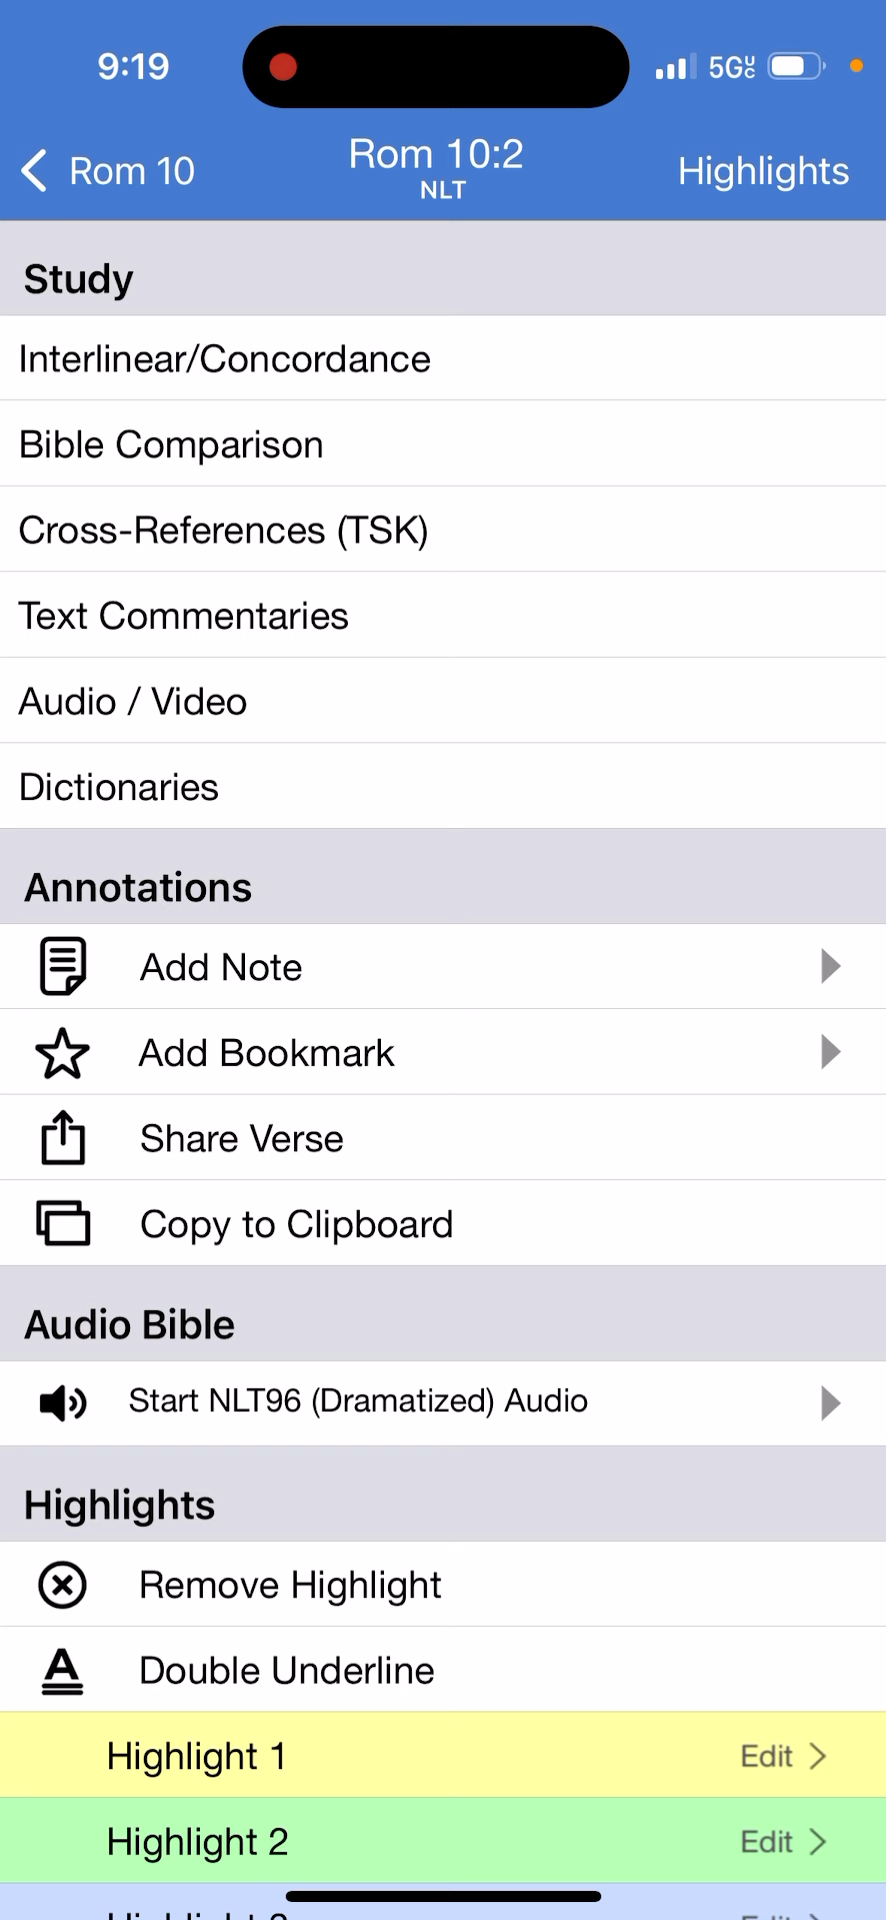 9:19
5GUC
Rom 10
Rom 10:2
NLT
Highlights
Study
Interlinear/Concordance
Bible Comparison
Cross-References (TSK)
Text Commentaries
Audio / Video
Dictionaries
Annotations
Add Note
Add Bookmark
Share Verse
Copy to Clipboard
Audio Bible
Start NLT96 (Dramatized) Audio
Highlights
Remove Highlight
A Double Underline
Highlight 1 Edit
Highlight 2 Edit